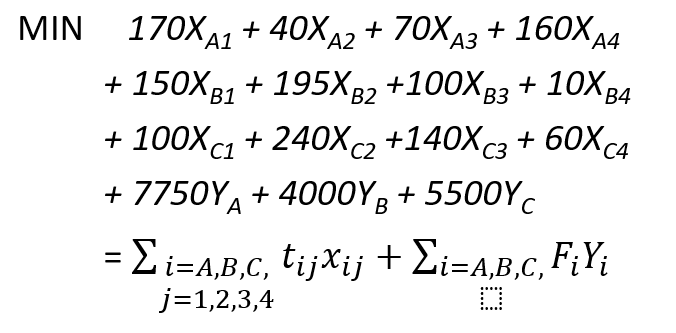 MIN 170X_A1 + 40X_A2 + 70X_A3 + 160X_A4
+ 150X_B1 + 195X_B2 +100X_B3 + 10X_B4
+ 100X_C1 + 240X_C2 +140X_C3 + 60X_C4
+ 7750Y_A + 4000Y_B + 5500Y_C
= ∑ i=A,B,C, j=1,2,3,4 t_ij x_ij + ∑ i=A,B,C, F_i Y_i